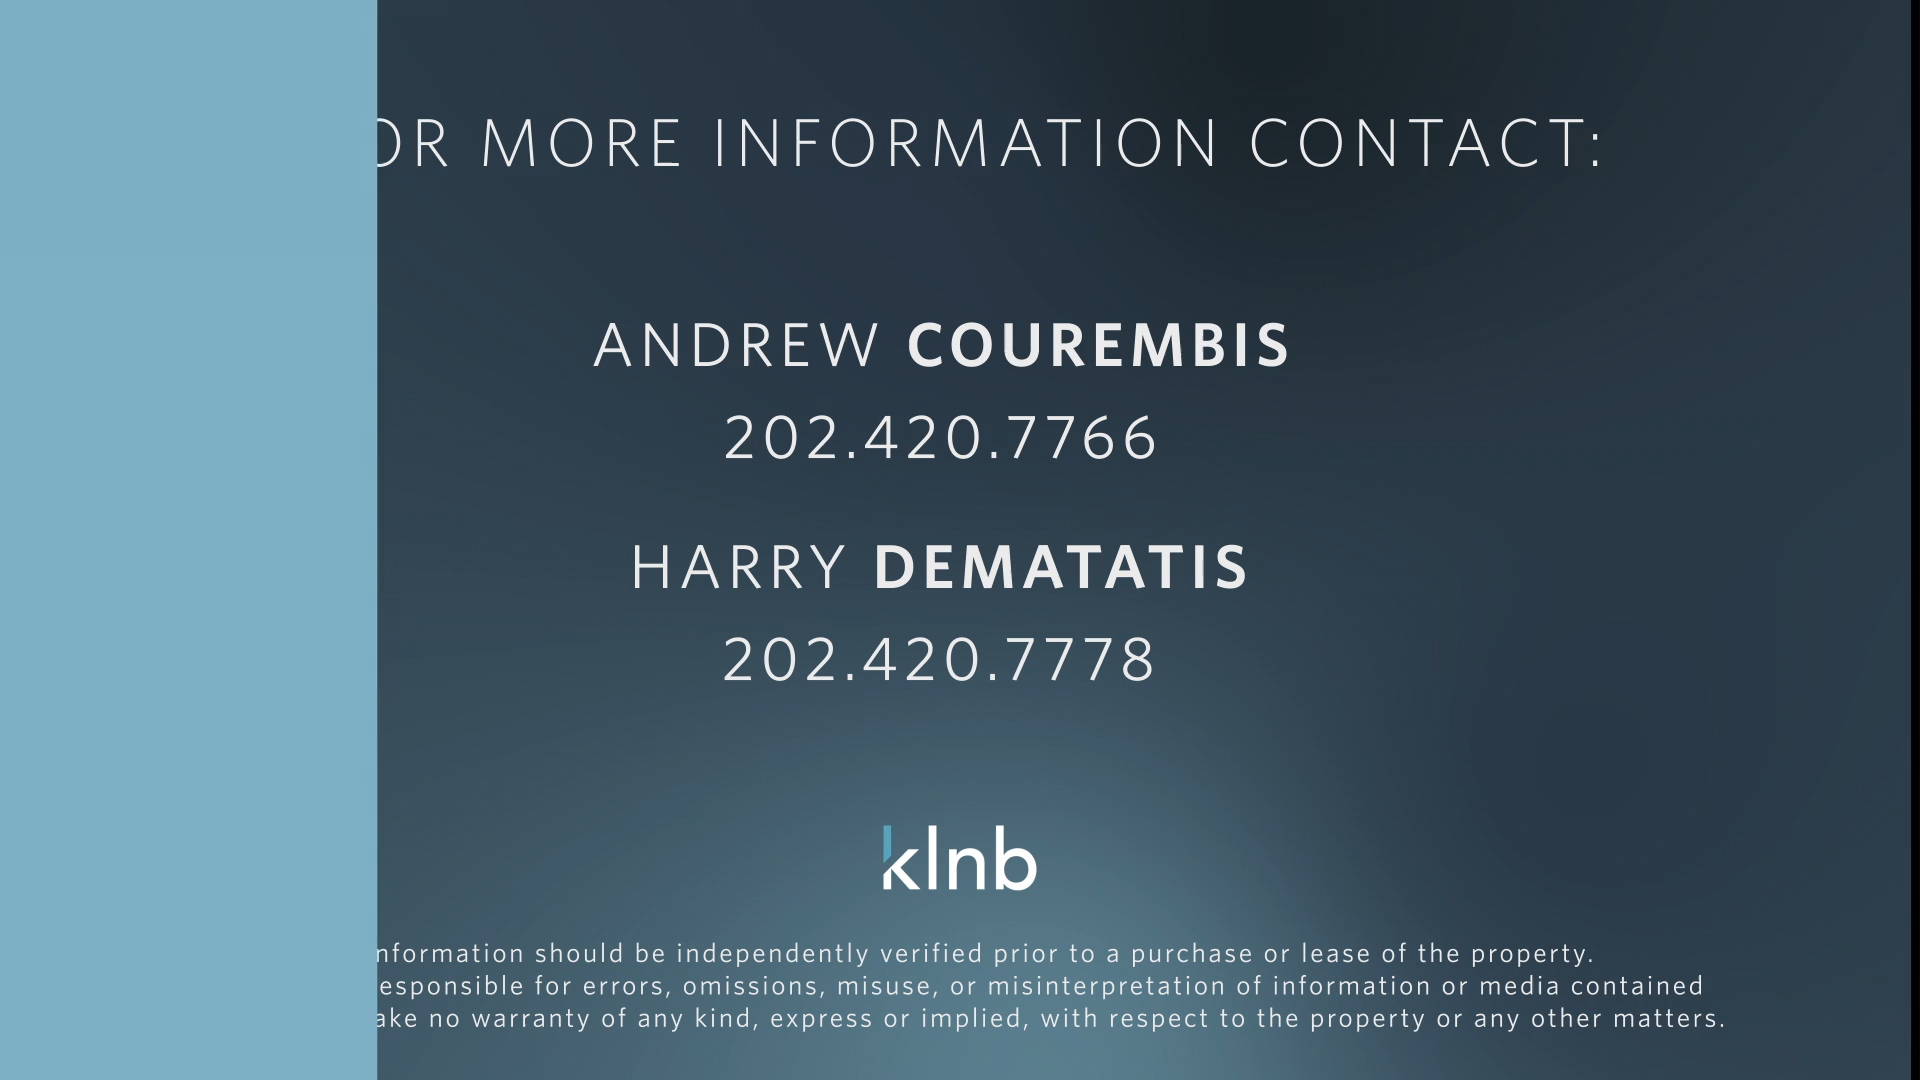 OR MORE INFORMATION CONTACT:
ANDREW COUREMBIS
202.420.7766
HARRY DEMATATIS
202.420.7778
klnb
nformation should be independently verified prior to a purchase or lease of the property.
esponsible for errors, omissions, misuse, or misinterpretation of information or media contained
ake no warranty of any kind, express or implied, with respect to the property or any other matters.